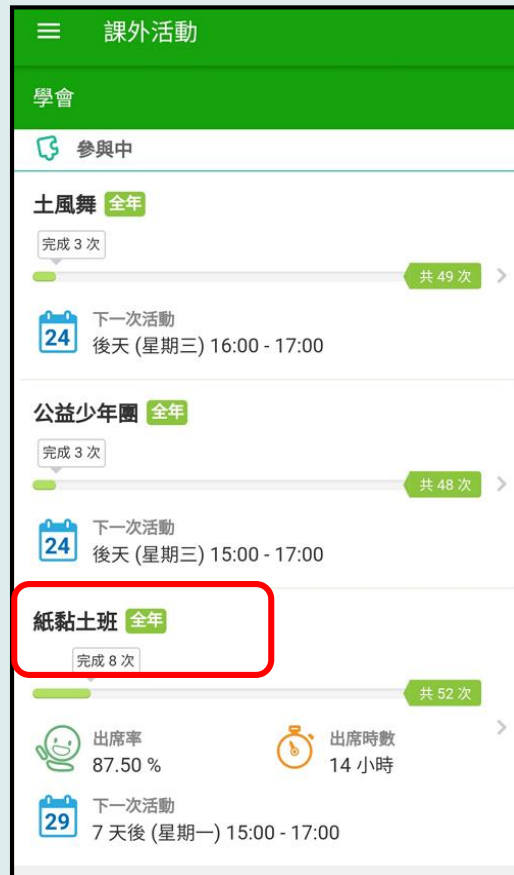 課外活動
學會
參與中
土風舞 全年
完成 3 次
共 49 次
下一次活動
24
後天 (星期三) 16:00 - 17:00
公益少年團 全年
完成 3 次
共 48 次
下一次活動
24
後天 (星期三) 15:00 - 17:00
紙黏土班 全年
完成 8 次
共 52 次
出席率
87.50 %
出席時數
14 小時
下一次活動
29
7 天後 (星期一) 15:00 - 17:00